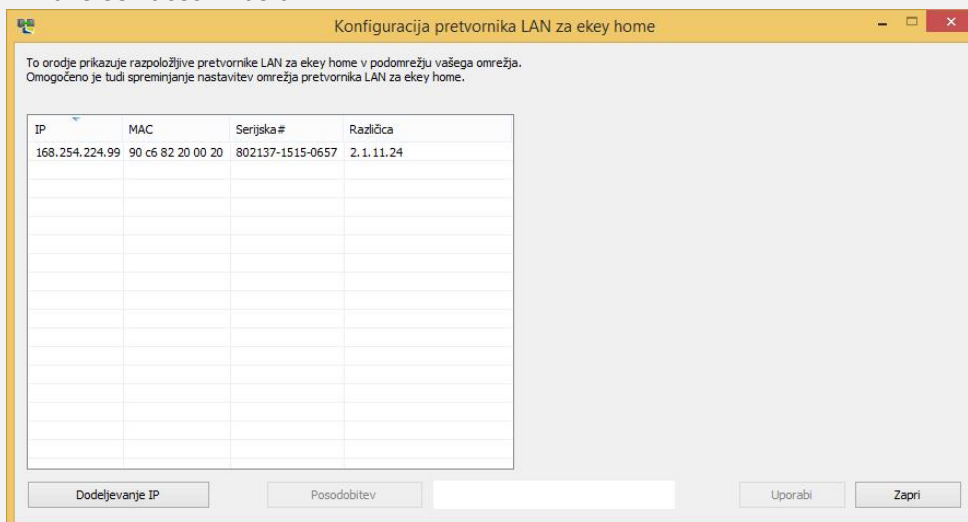 Konfiguracija pretvornika LAN za ekey home
To orodje prikazuje razpoložljive pretvornike LAN za ekey home v podomrežju vašega omrežja.
Omogočeno je tudi spreminjanje nastavitev omrežja pretvornika LAN za ekey home.
IP MAC Serijska# Različica
168.254.224.99 90 c6 82 20 00 20 802137-1515-0657 2.1.11.24
Dodeljevanje IP Posodobitev Uporabi Zapri